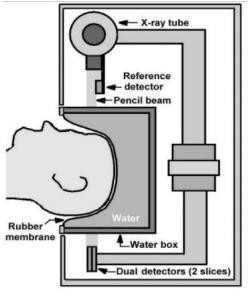 X-ray tube
Reference
detector
Pencil beam
Water
Rubber
membrane
Water box
Dual detectors (2 slices)